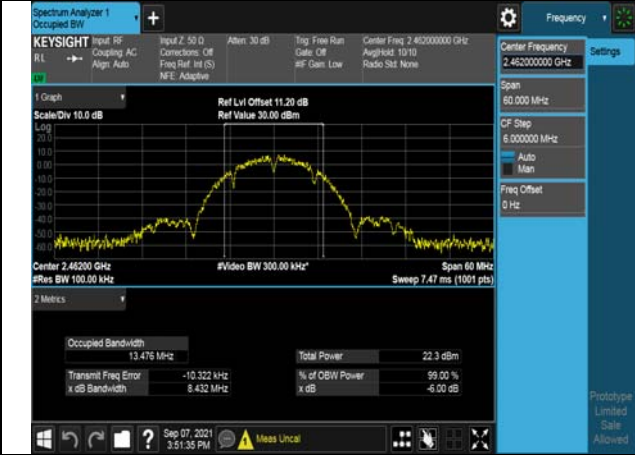 Spectrum Analyzer 1
Occupied BW
+
Frequency
KEYSIGHT
RL
Input: RF
Coupling: AC
Align: Auto
Input Z: 50 Ω
Corrections: Off
Freq Ref: Int (S)
NFE: Adaptive
Atten: 30 dB
Trig: Free Run
Gate: Off
#IF Gain: Low
Center Freq: 2.462000000 GHz
Avg|Hold: 10/10
Radio Std: None
Center Frequency
2.462000000 GHz
Settings
Span
60.000 MHz
CF Step
6.000000 MHz
Auto
Man
Freq Offset
0 Hz
1 Graph
Scale/Div 10.0 dB
Ref Lvl Offset 11.20 dB
Ref Value 30.00 dBm
Log
20.0
10.0
0.00
-10.0
-20.0
-30.0
-40.0
-50.0
-60.0
Center 2.46200 GHz
#Video BW 300.00 kHz*
Span 60 MHz
#Res BW 100.00 kHz
Sweep 7.47 ms (1001 pts)
2 Metrics
Occupied Bandwidth
13.476 MHz
Total Power 22.3 dBm
Transmit Freq Error -10.322 kHz
% of OBW Power 99.00 %
x dB Bandwidth 8.432 MHz
x dB -6.00 dB
Prototype
Limited
Sale
Allowed
?
Sep 07, 2021
3:51:35 PM
Meas Uncal